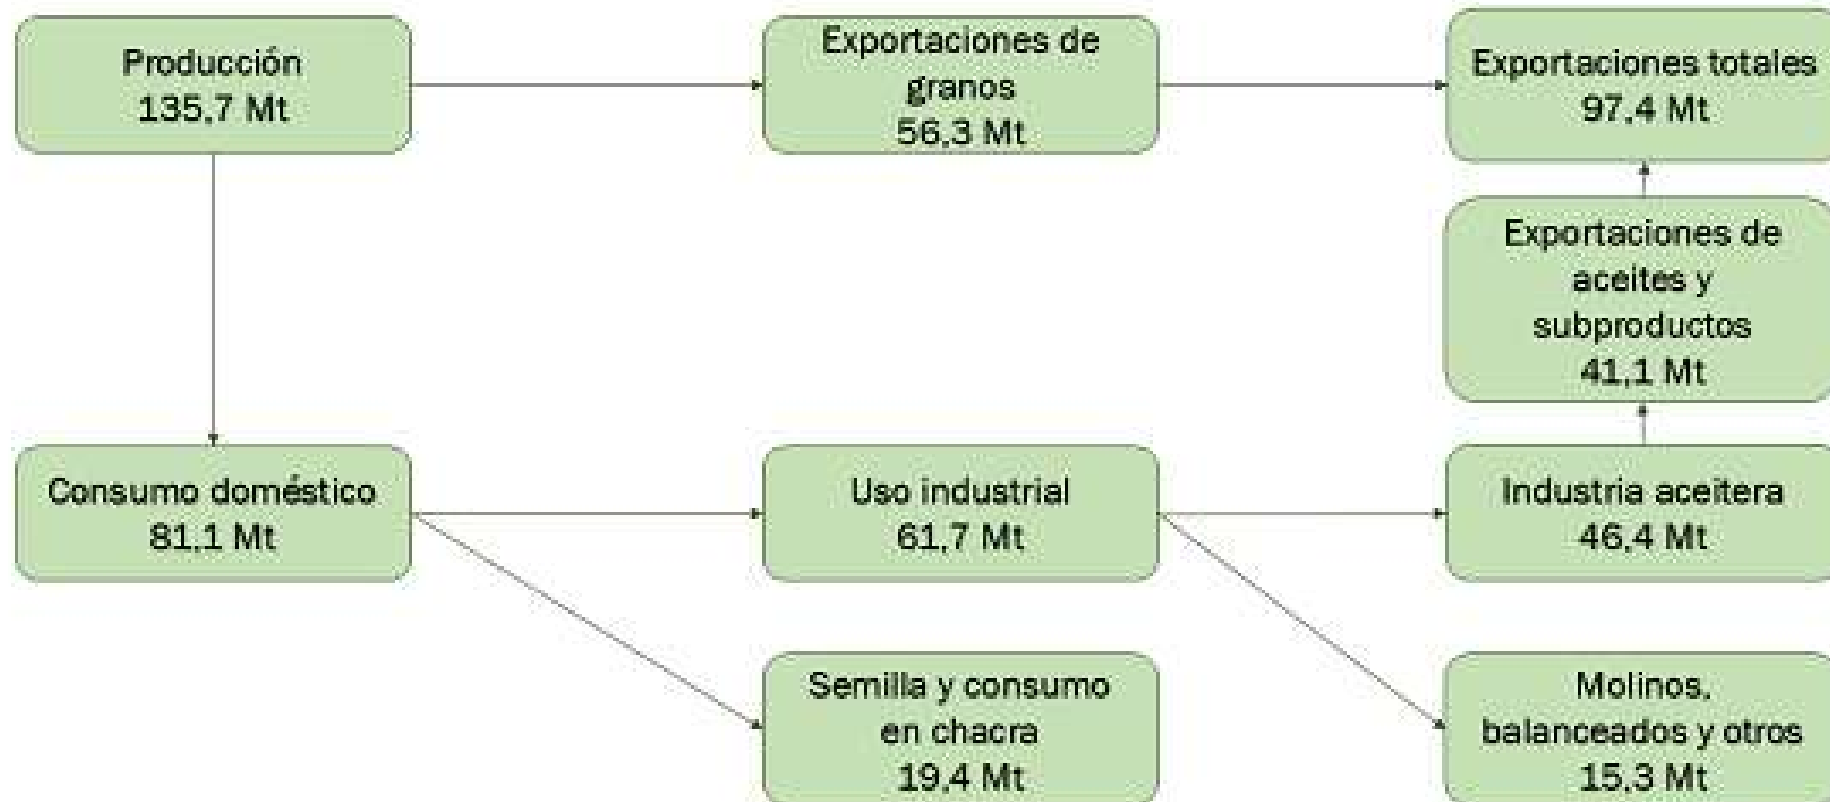 Producción
135,7 Mt
Exportaciones de
granos
56,3 Mt
Exportaciones totales
97,4 Mt
Exportaciones de
aceites y
subproductos
41,1 Mt
Consumo doméstico
81,1 Mt
Uso industrial
61,7 Mt
Industria aceitera
46,4 Mt
Semilla y consumo
en chacra
19,4 Mt
Molinos,
balanceados y otros
15,3 Mt